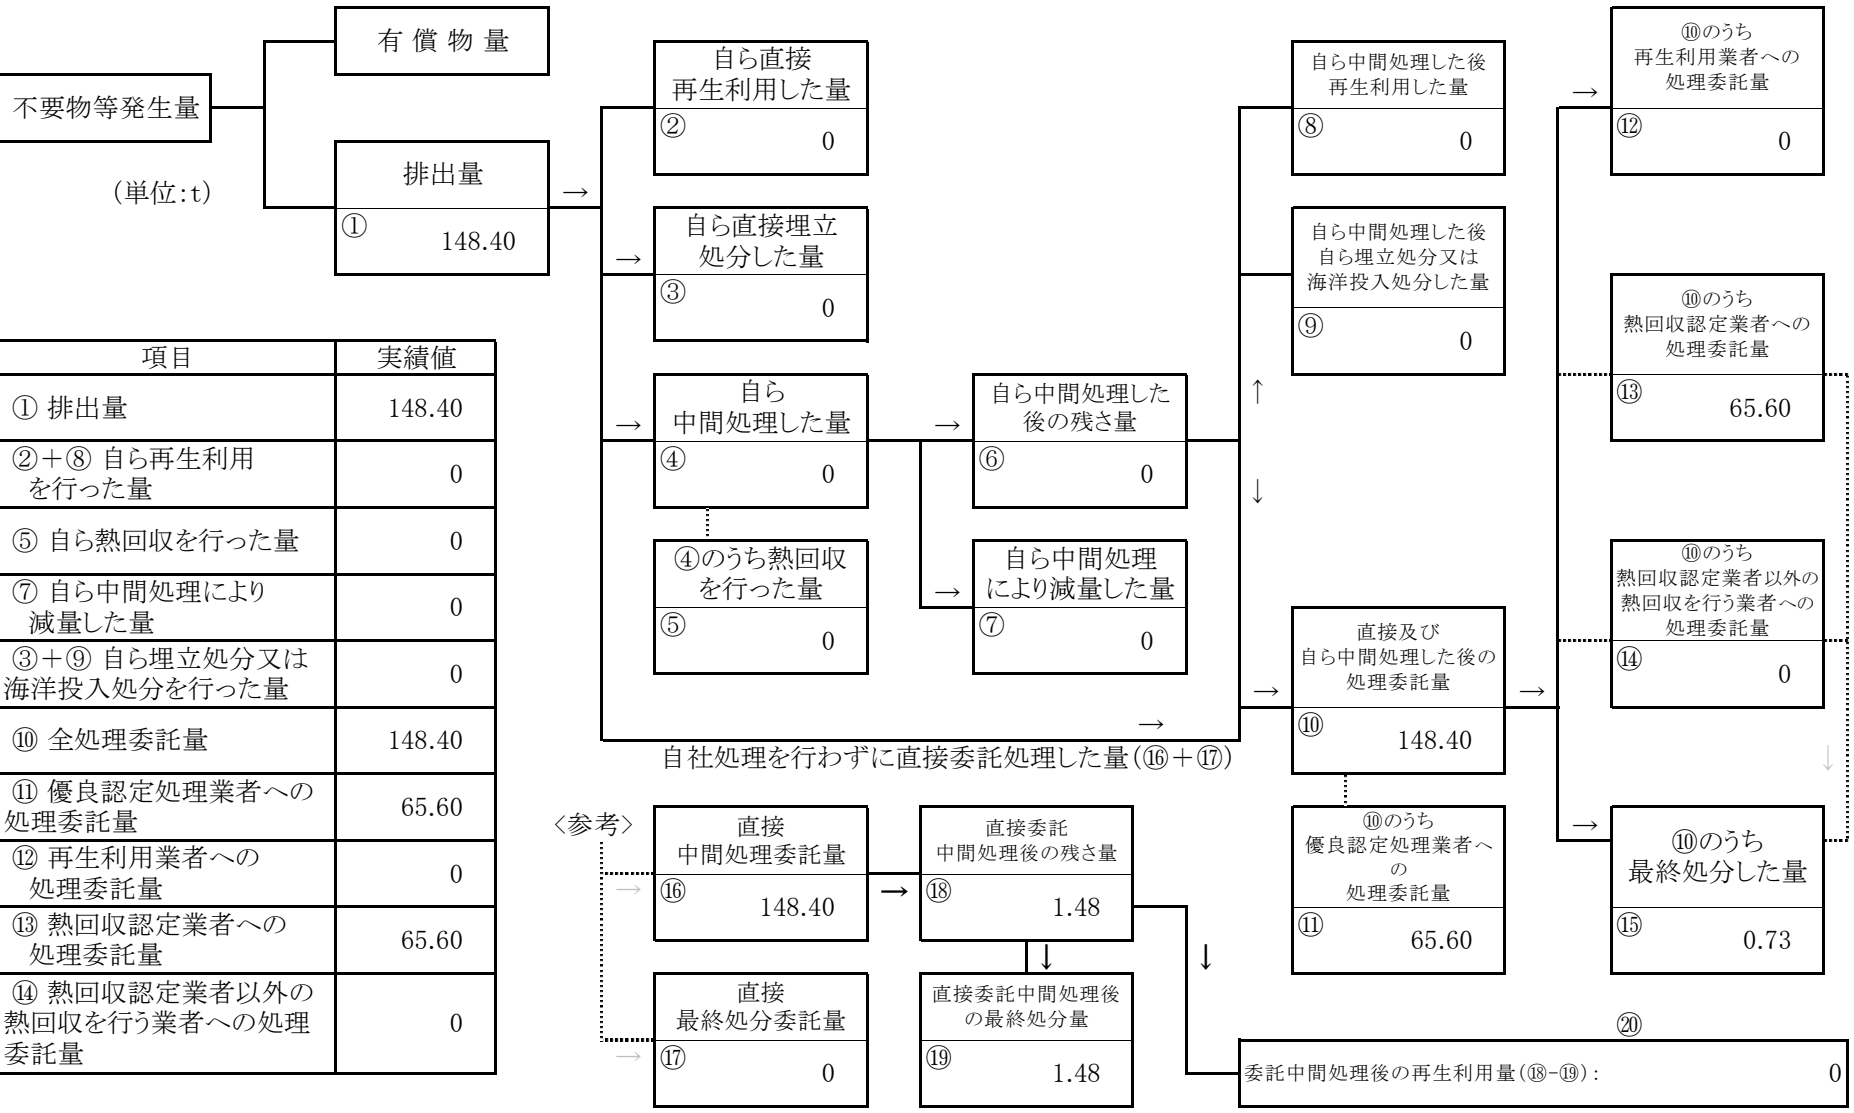 有償物量
不要物等発生量
(単位:t)
排出量
①
148.40
→
自ら直接
再生利用した量
②
0
→
自ら直接埋立
処分した量
③
0
→
自ら
中間処理した量
④
0
④のうち熱回収
を行った量
⑤
0
→
自ら中間処理した
後の残さ量
⑥
0
→
自ら中間処理
により減量した量
⑦
0
→
自社処理を行わずに直接委託処理した量(⑯+⑰)
↑
↓
自ら中間処理した後
再生利用した量
⑧
0
自ら中間処理した後
自ら埋立処分又は
海洋投入処分した量
⑨
0
→
直接及び
自ら中間処理した後の
処理委託量
⑩
148.40
⑩のうち
優良認定処理業者へ
の
処理委託量
⑪
65.60
→
→
⑩のうち
再生利用業者への
処理委託量
⑫
0
⑩のうち
熱回収認定業者への
処理委託量
⑬
65.60
⑩のうち
熱回収認定業者以外の
熱回収を行う業者への
処理委託量
⑭
0
↓
→
⑩のうち
最終処分した量
⑮
0.73
項目 実績値
① 排出量 148.40
②+⑧ 自ら再生利用
を行った量
0
⑤ 自ら熱回収を行った量 0
⑦ 自ら中間処理により
減量した量
0
③+⑨ 自ら埋立処分又は
海洋投入処分を行った量
0
⑩ 全処理委託量 148.40
⑪ 優良認定処理業者への
処理委託量
65.60
⑫ 再生利用業者への
処理委託量
0
⑬ 熱回収認定業者への
処理委託量
65.60
⑭ 熱回収認定業者以外の
熱回収を行う業者への処理
委託量
0
<参考>
→
直接
中間処理委託量
⑯
148.40
→
直接委託
中間処理後の残さ量
⑱
1.48
↓
↓
→
直接
最終処分委託量
⑰
0
直接委託中間処理後
の最終処分量
⑲
1.48
⑳
委託中間処理後の再生利用量(⑱-⑲): 0